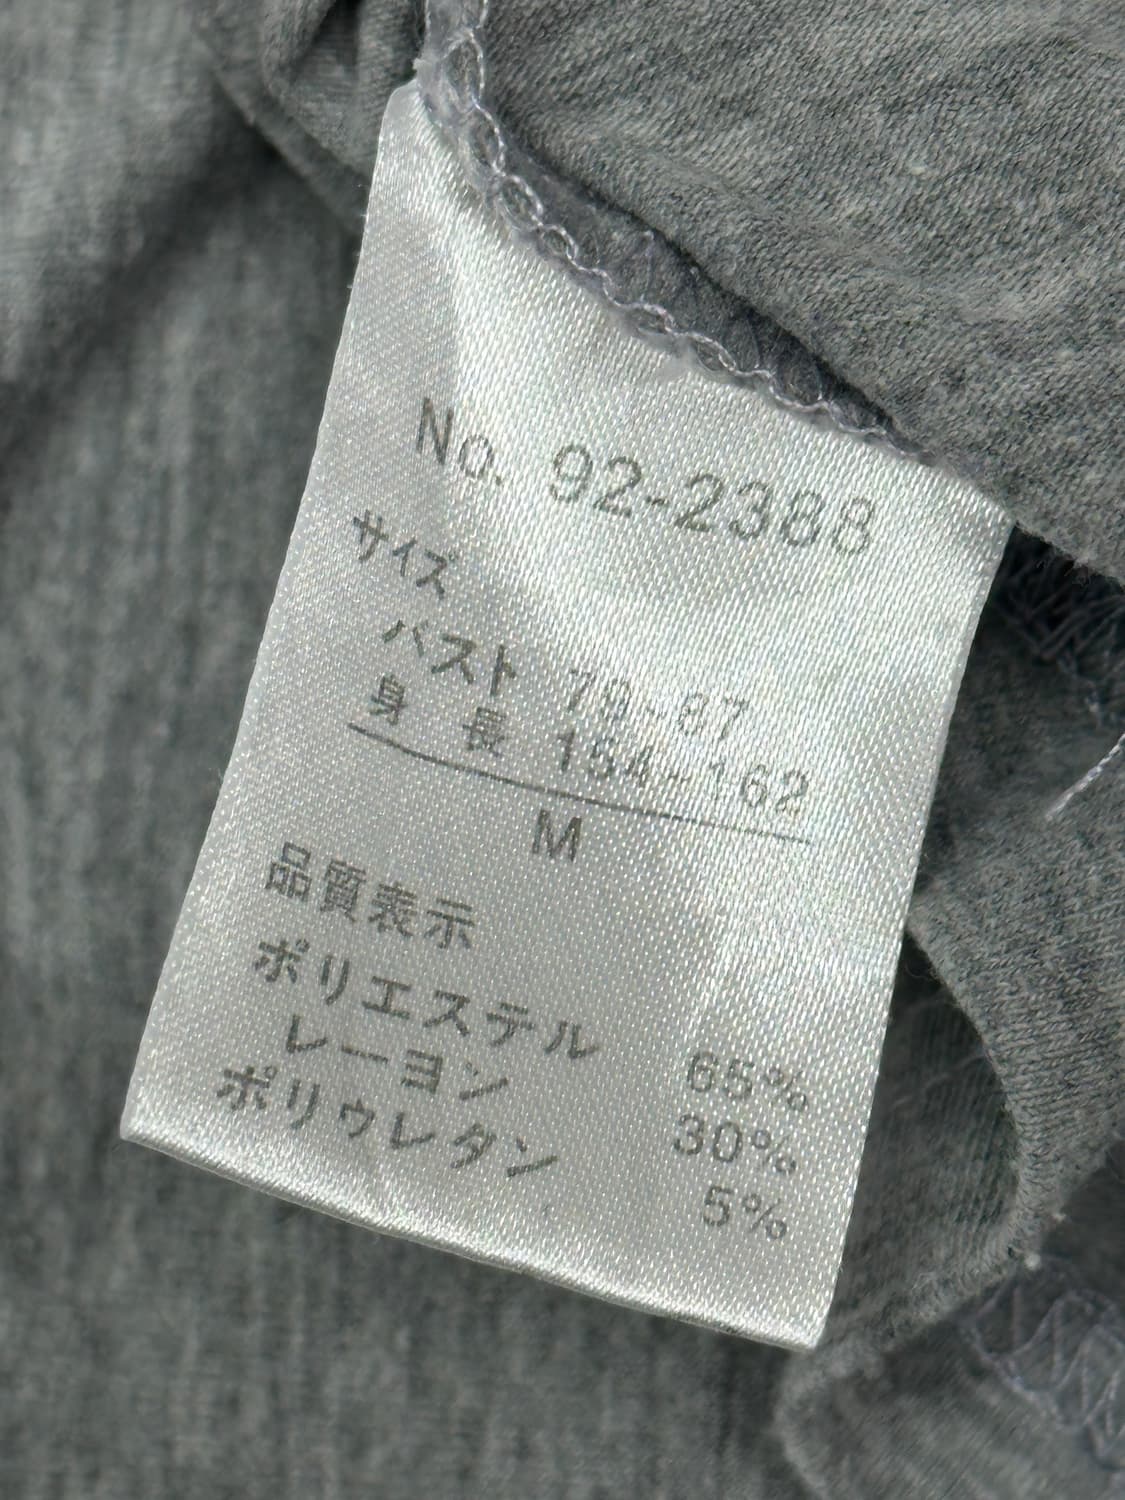 No. 92-2388
サイズ
バスト 79-87
身長 154-162
M
品質表示
ポリエステル 65%
レーヨン 30%
ポリウレタン 5%